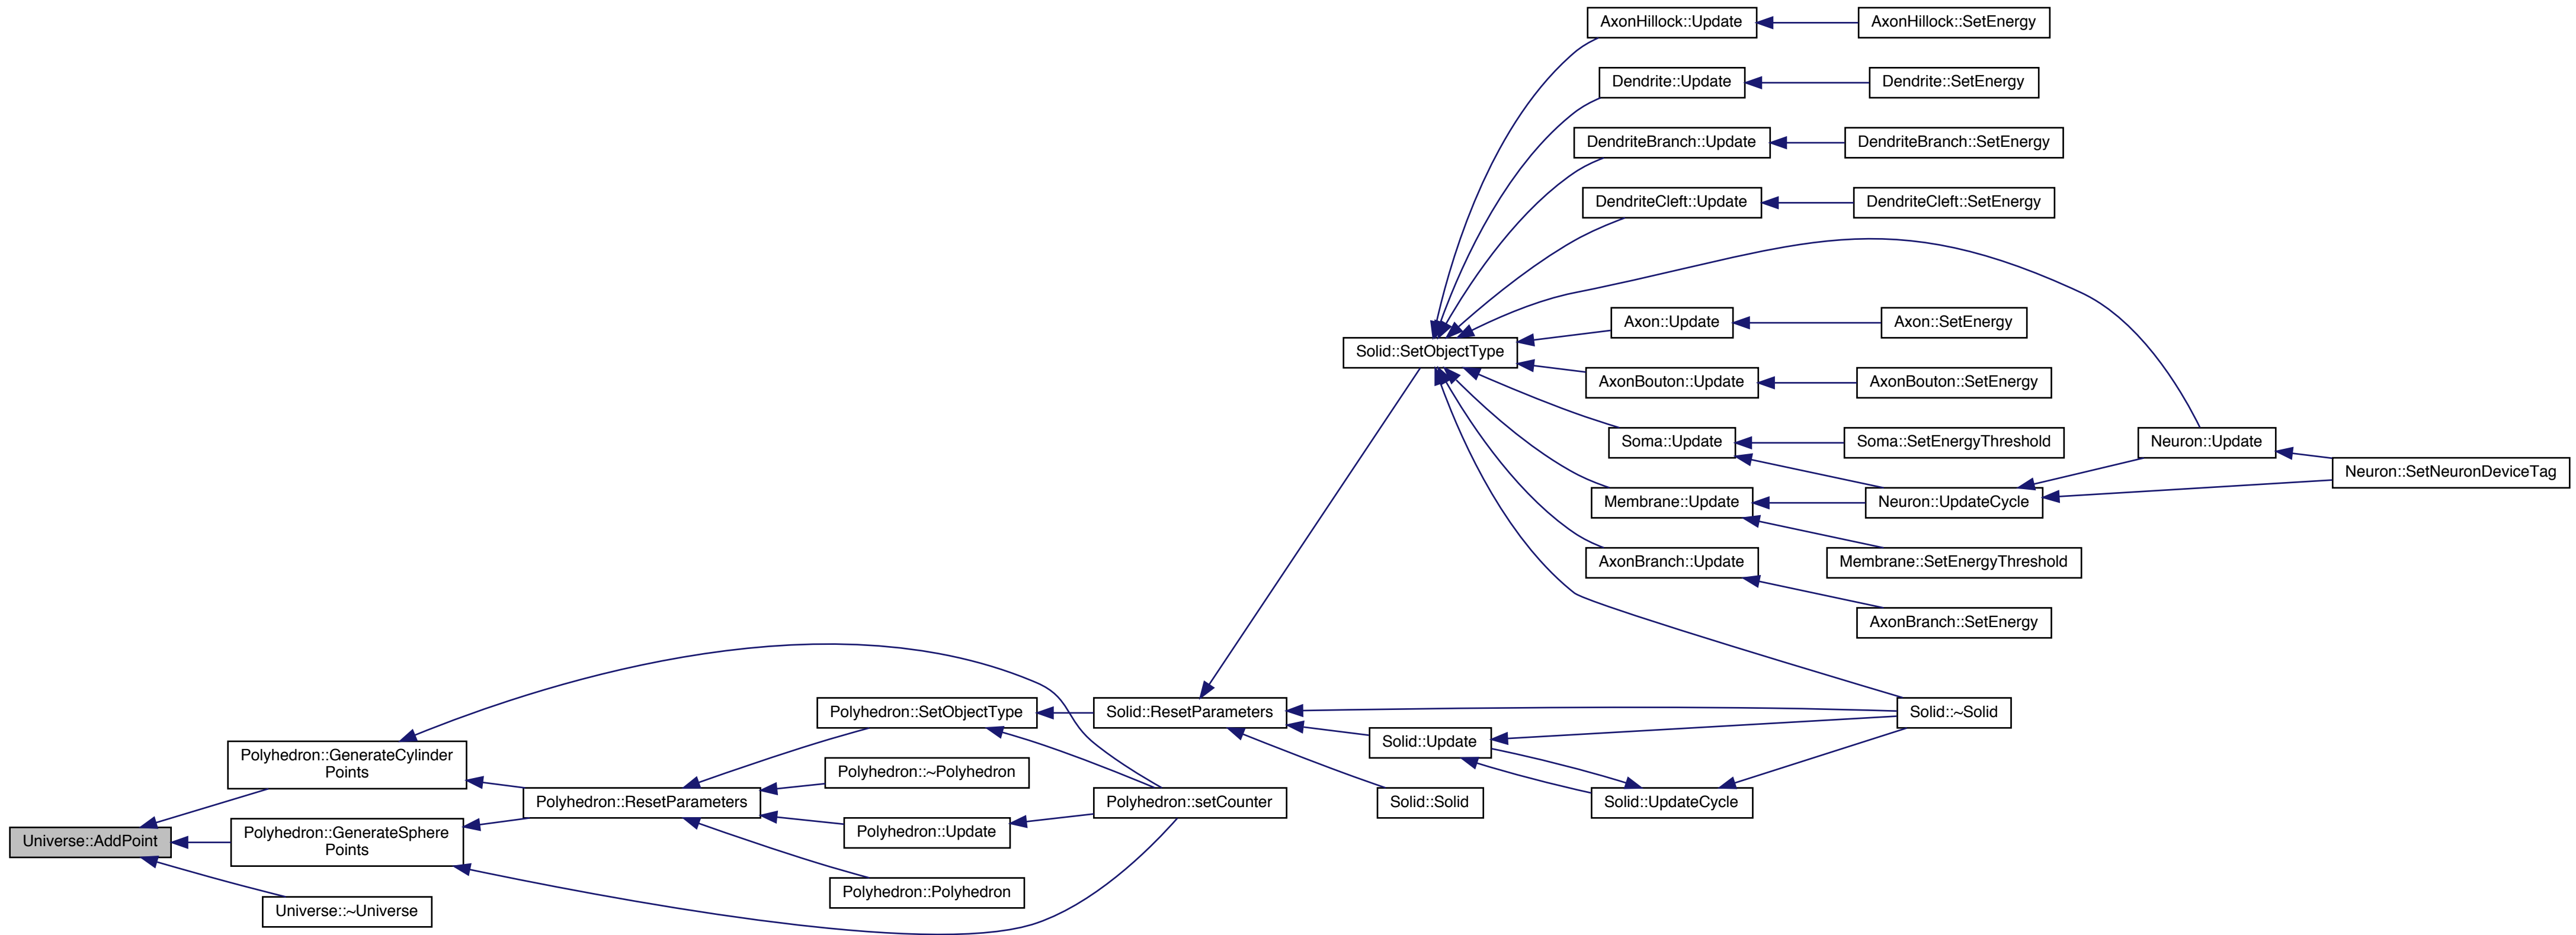 AxonHillock::Update
AxonHillock::SetEnergy
Dendrite::Update
Dendrite::SetEnergy
DendriteBranch::Update
DendriteBranch::SetEnergy
DendriteCleft::Update
DendriteCleft::SetEnergy
Axon::Update
Axon::SetEnergy
Solid::SetObjectType
AxonBouton::Update
AxonBouton::SetEnergy
Soma::Update
Soma::SetEnergyThreshold
Neuron::Update
Neuron::SetNeuronDeviceTag
Membrane::Update
Neuron::UpdateCycle
AxonBranch::Update
Membrane::SetEnergyThreshold
AxonBranch::SetEnergy
Polyhedron::SetObjectType
Solid::ResetParameters
Solid::~Solid
Solid::Update
Polyhedron::GenerateCylinder
Points
Polyhedron::~Polyhedron
Polyhedron::ResetParameters
Polyhedron::setCounter
Solid::Solid
Solid::UpdateCycle
Universe::AddPoint
Polyhedron::GenerateSphere
Points
Polyhedron::Update
Polyhedron::Polyhedron
Universe::~Universe